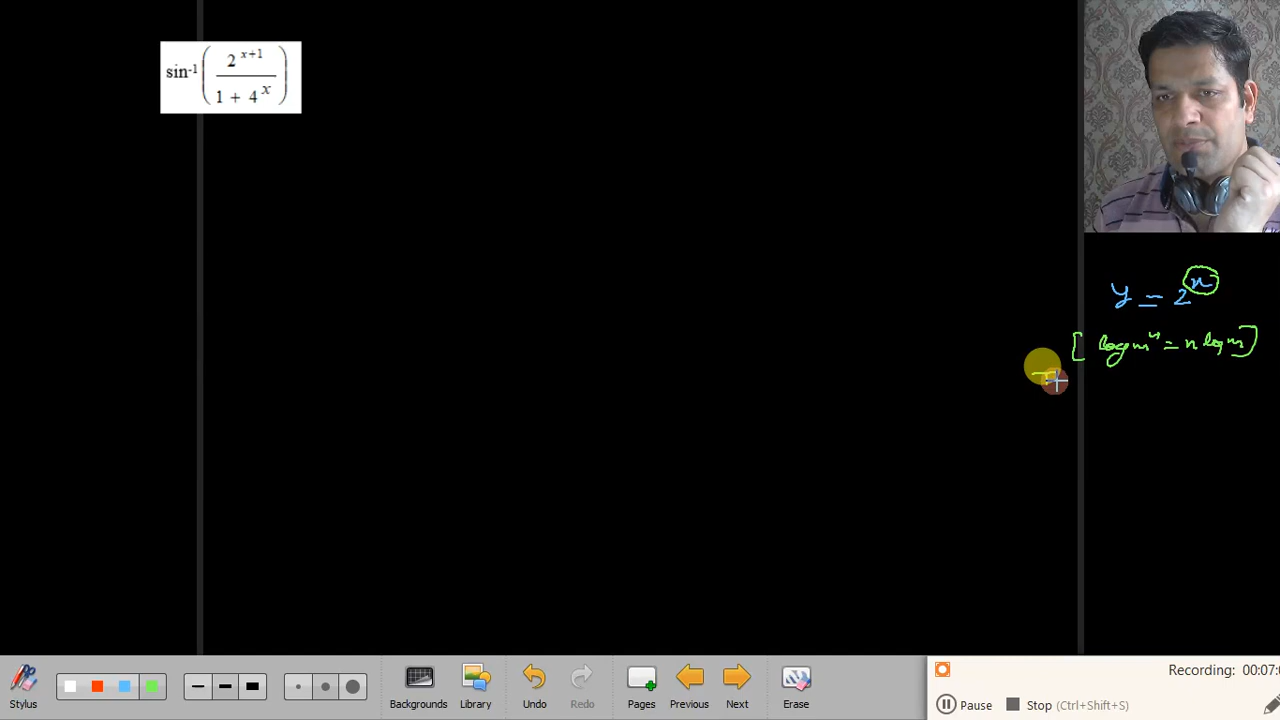 sin⁻¹ ( 2^(x+1) / (1 + 4^x) )
y = 2^x
[ log m^n = n log m ]
Stylus
Backgrounds
Library
Undo
Redo
Pages
Previous
Next
Erase
Recording: 00:07:
Pause
Stop (Ctrl+Shift+S)